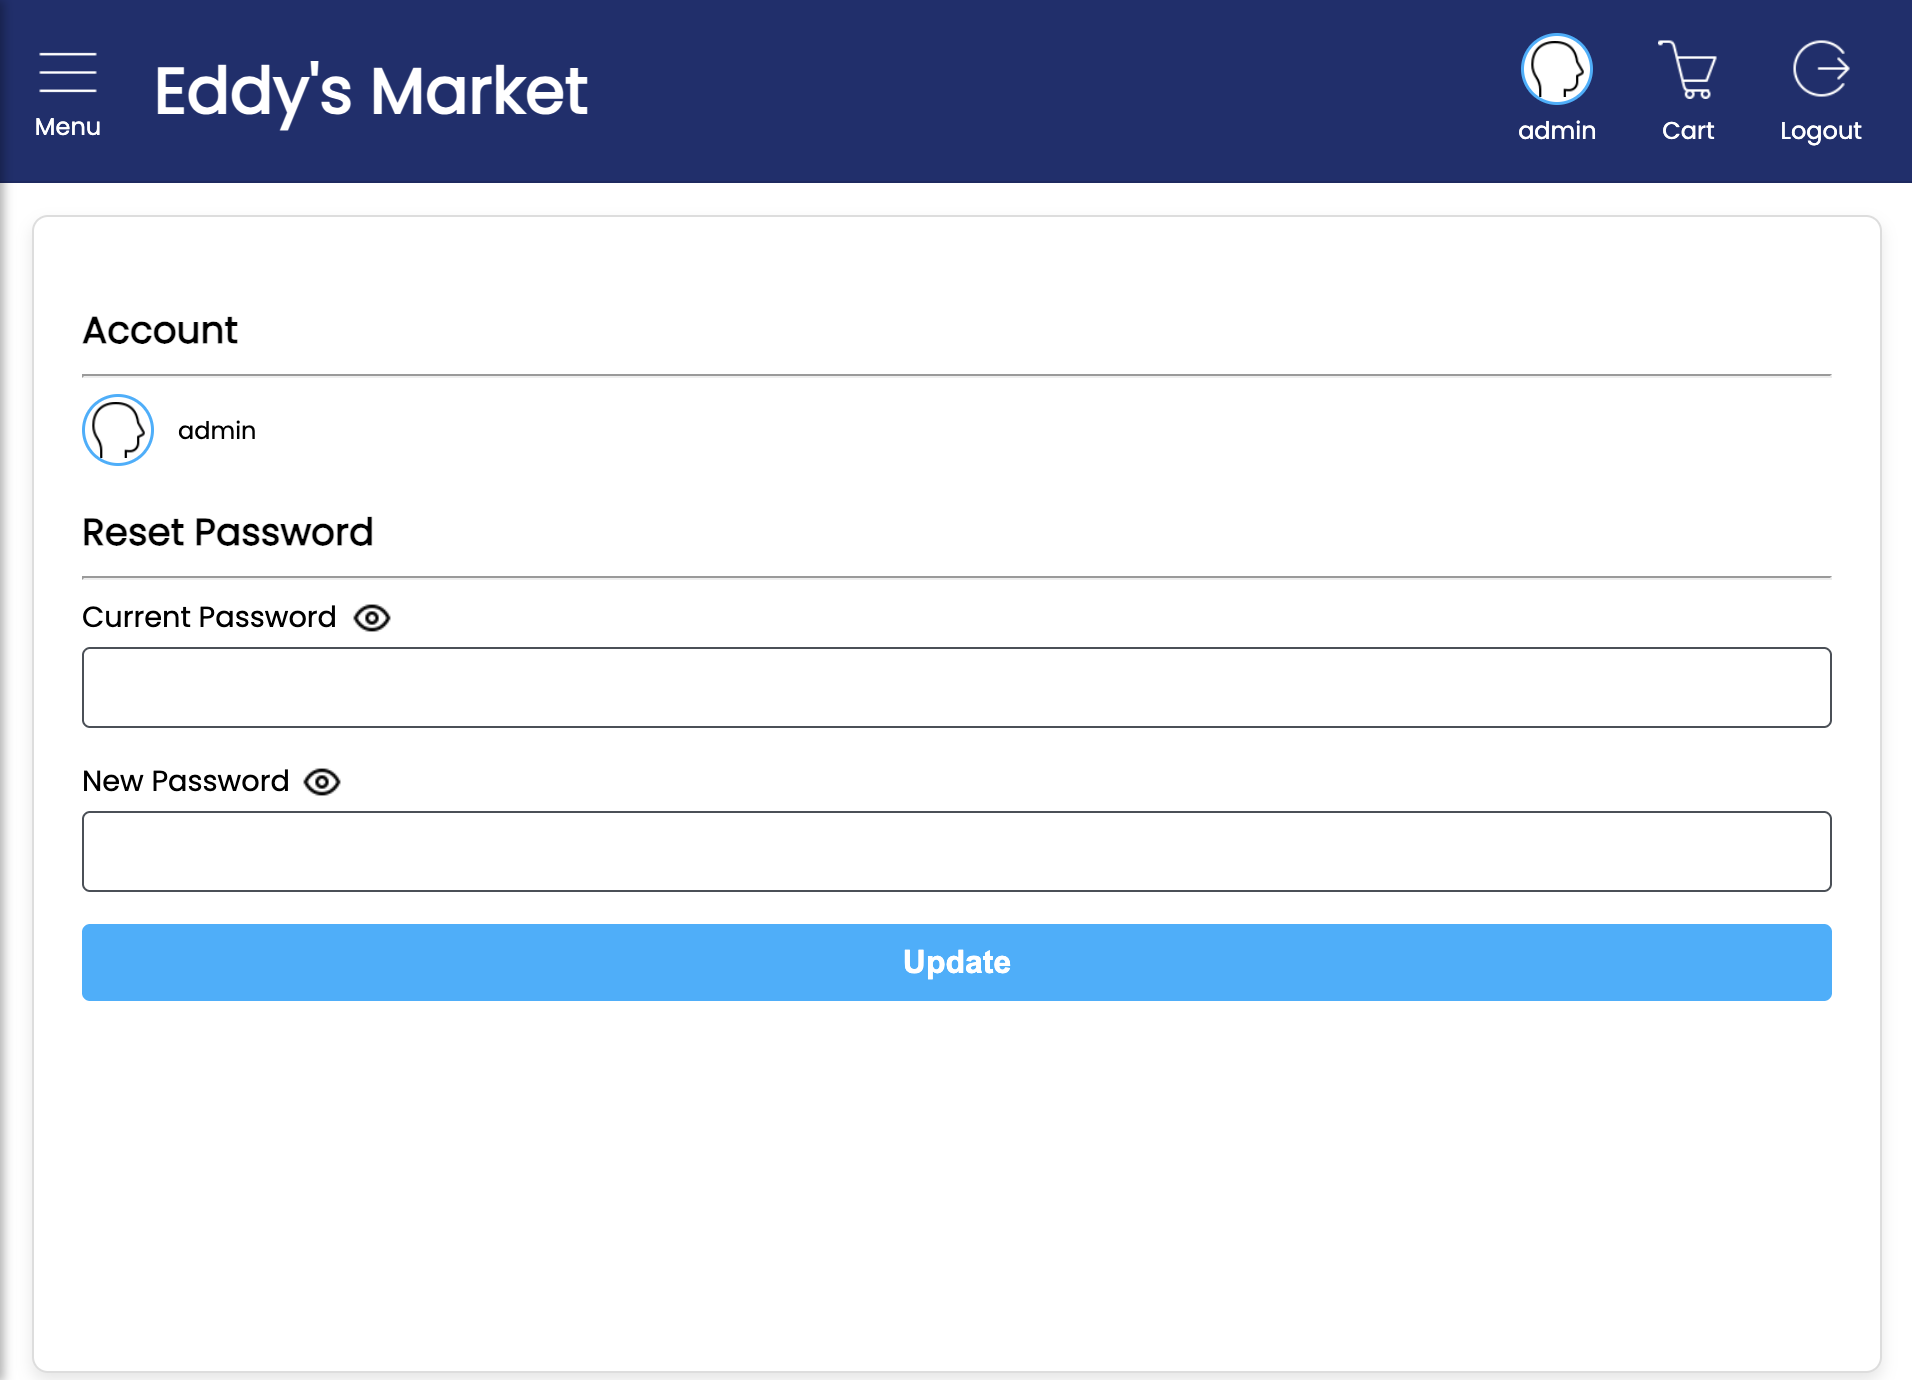 Menu
Eddy's Market
admin
Cart
Logout
Account
admin
Reset Password
Current Password
New Password
Update